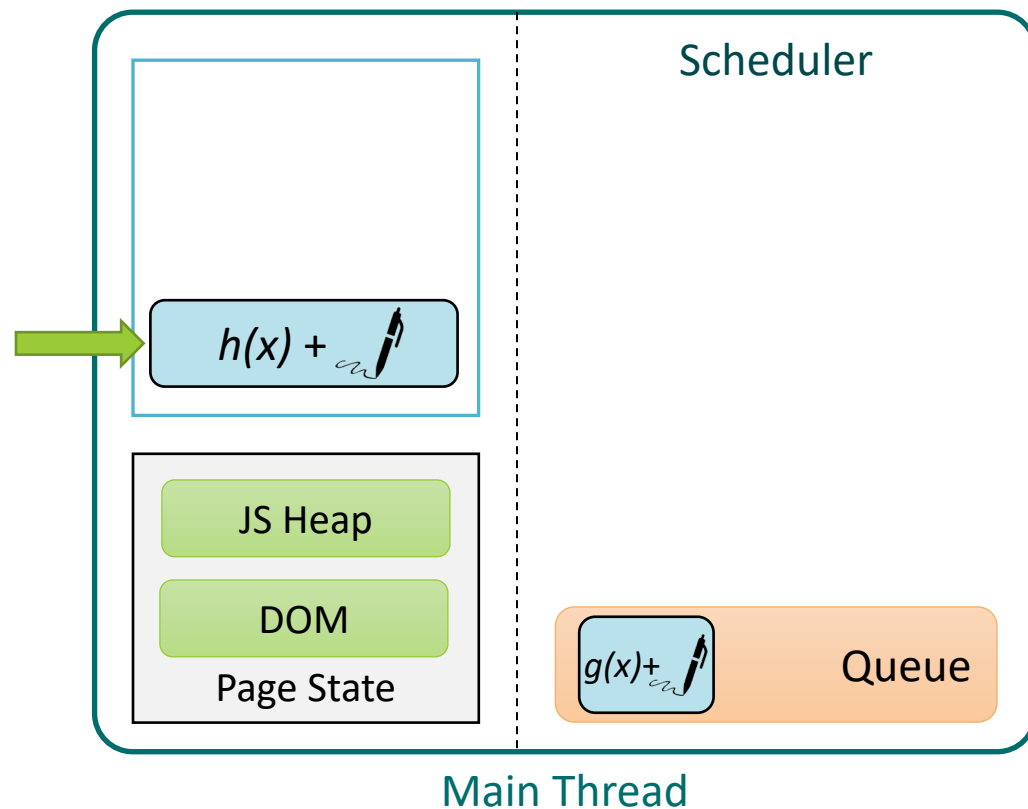 Scheduler
h(x) +
JS Heap
DOM
Page State
g(x)+
Queue
Main Thread